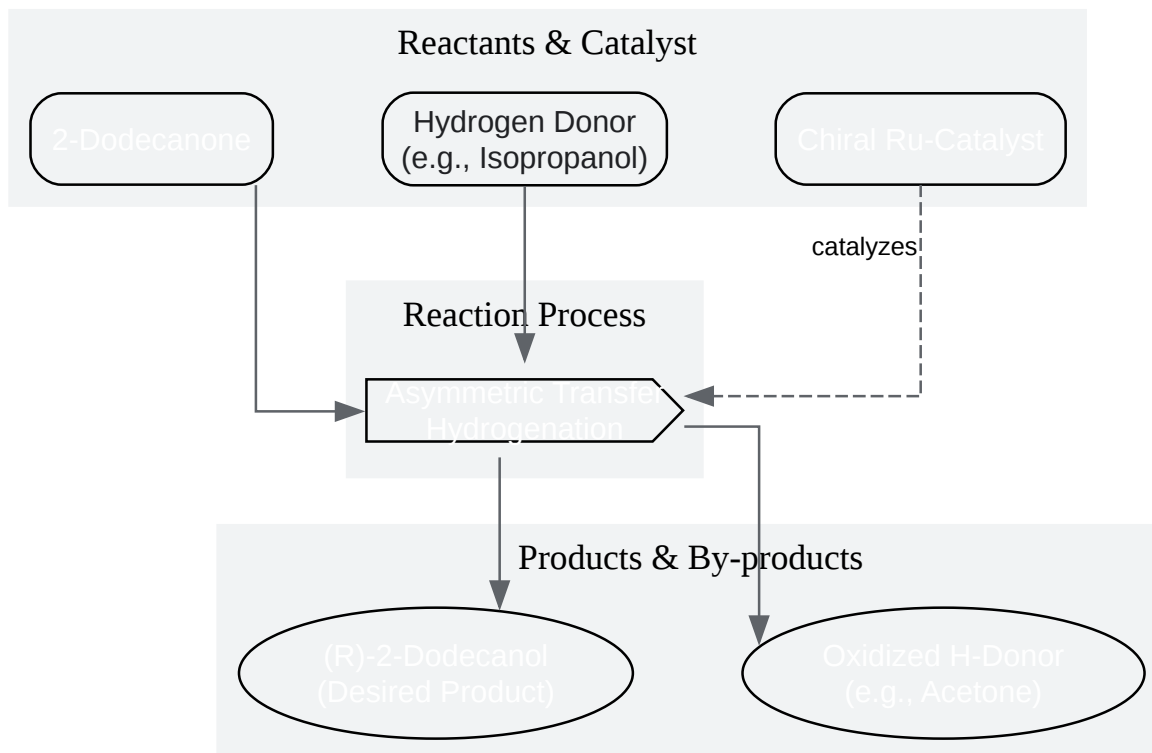 Reactants & Catalyst
2-Dodecanone
Hydrogen Donor
(e.g., Isopropanol)
Chiral Ru-Catalyst
catalyzes
Reaction Process
Asymmetric Transfer
Hydrogenation
Products & By-products
(R)-2-Dodecanol
(Desired Product)
Oxidized H-Donor
(e.g., Acetone)